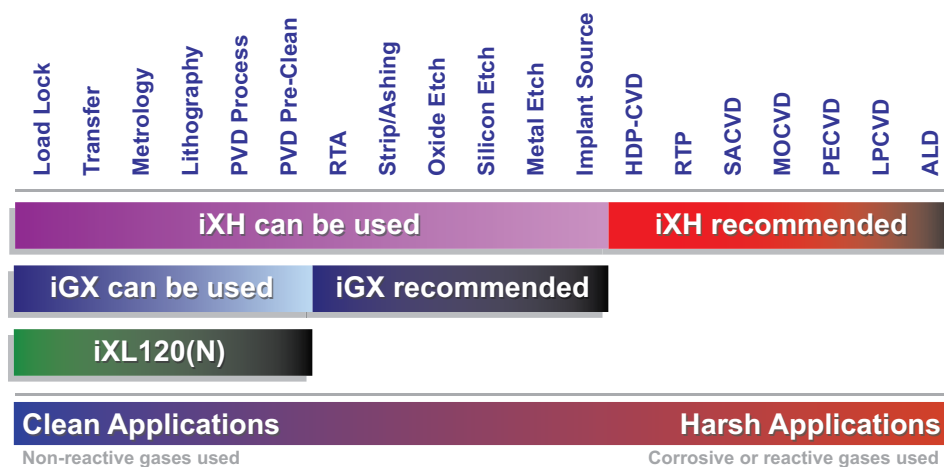 Load Lock
Transfer
Metrology
Lithography
PVD Process
PVD Pre-Clean
RTA
Strip/Ashing
Oxide Etch
Silicon Etch
Metal Etch
Implant Source
HDP-CVD
RTP
SACVD
MOCVD
PECVD
LPCVD
ALD
iXH can be used
iXH recommended
iGX can be used
iGX recommended
iXL120(N)
Clean Applications
Harsh Applications
Non-reactive gases used
Corrosive or reactive gases used